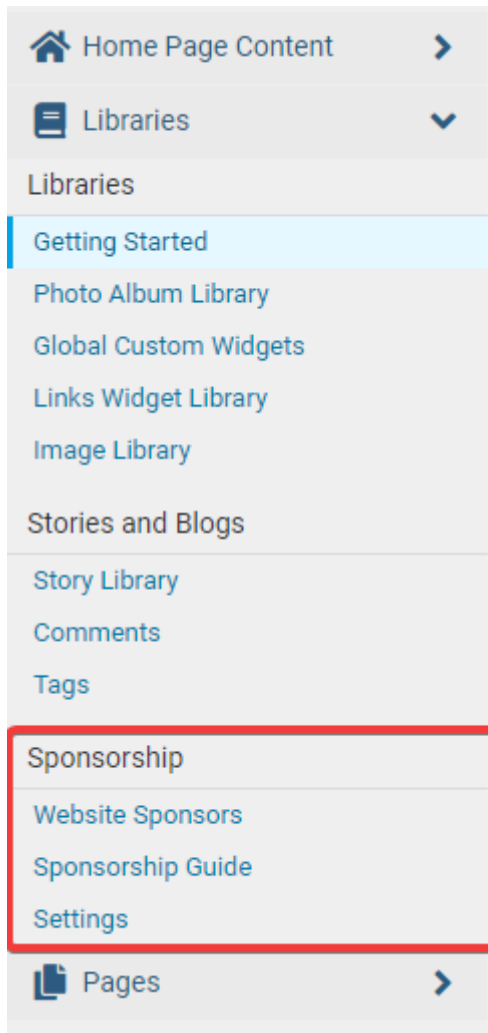 Home Page Content
Libraries
Libraries
Getting Started
Photo Album Library
Global Custom Widgets
Links Widget Library
Image Library
Stories and Blogs
Story Library
Comments
Tags
Sponsorship
Website Sponsors
Sponsorship Guide
Settings
Pages